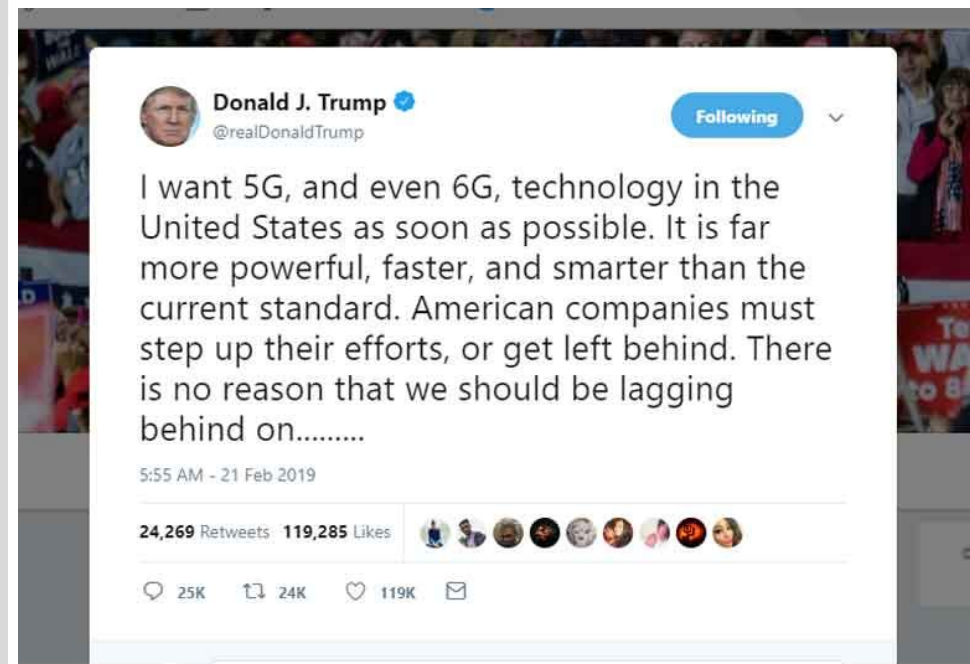 Donald J. Trump
@realDonaldTrump
Following
I want 5G, and even 6G, technology in the
United States as soon as possible. It is far
more powerful, faster, and smarter than the
current standard. American companies must
step up their efforts, or get left behind. There
is no reason that we should be lagging
behind on.........
5:55 AM - 21 Feb 2019
24,269 Retweets 119,285 Likes
25K 24K 119K
WA
to 8